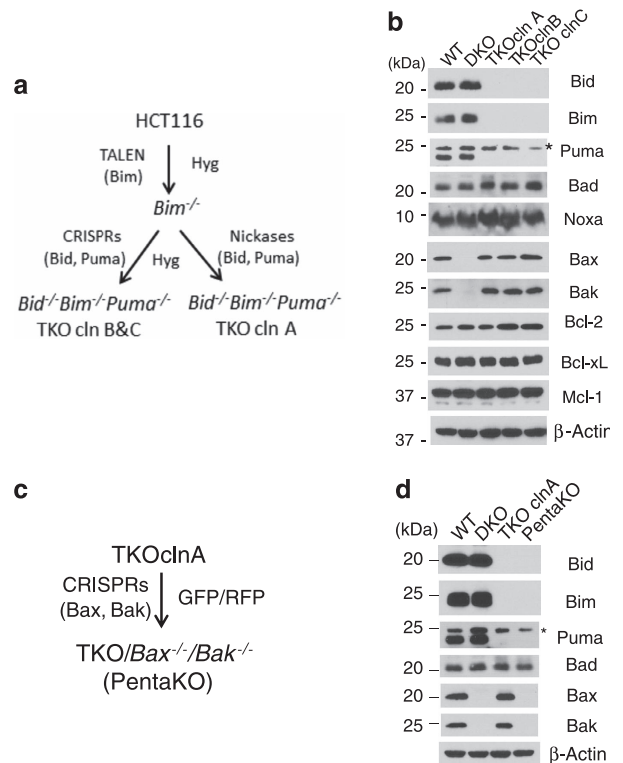 a
HCT116
TALEN
(Bim)
Hyg
Bim-/-
CRISPRs
(Bid, Puma)
Hyg
Nickases
(Bid, Puma)
Bid-/-Bim-/-Puma-/-
TKO cln B&C
Bid-/-Bim-/-Puma-/-
TKO cln A
b
(kDa)
WT
DKO
TKOcln A
TKOclnB
TKO clnC
20 - Bid
25 - Bim
25 - * Puma
20 - Bad
10 - Noxa
20 - Bax
25 - Bak
25 - Bcl-2
25 - Bcl-xL
37 - Mcl-1
37 - β-Actin
c
TKOclnA
CRISPRs
(Bax, Bak)
GFP/RFP
TKO/Bax-/-/Bak-/-
(PentaKO)
d
(kDa)
WT
DKO
TKO clnA
PentaKO
20 – Bid
25 – Bim
25 – * Puma
20 – Bad
20 – Bax
25 – Bak
β-Actin